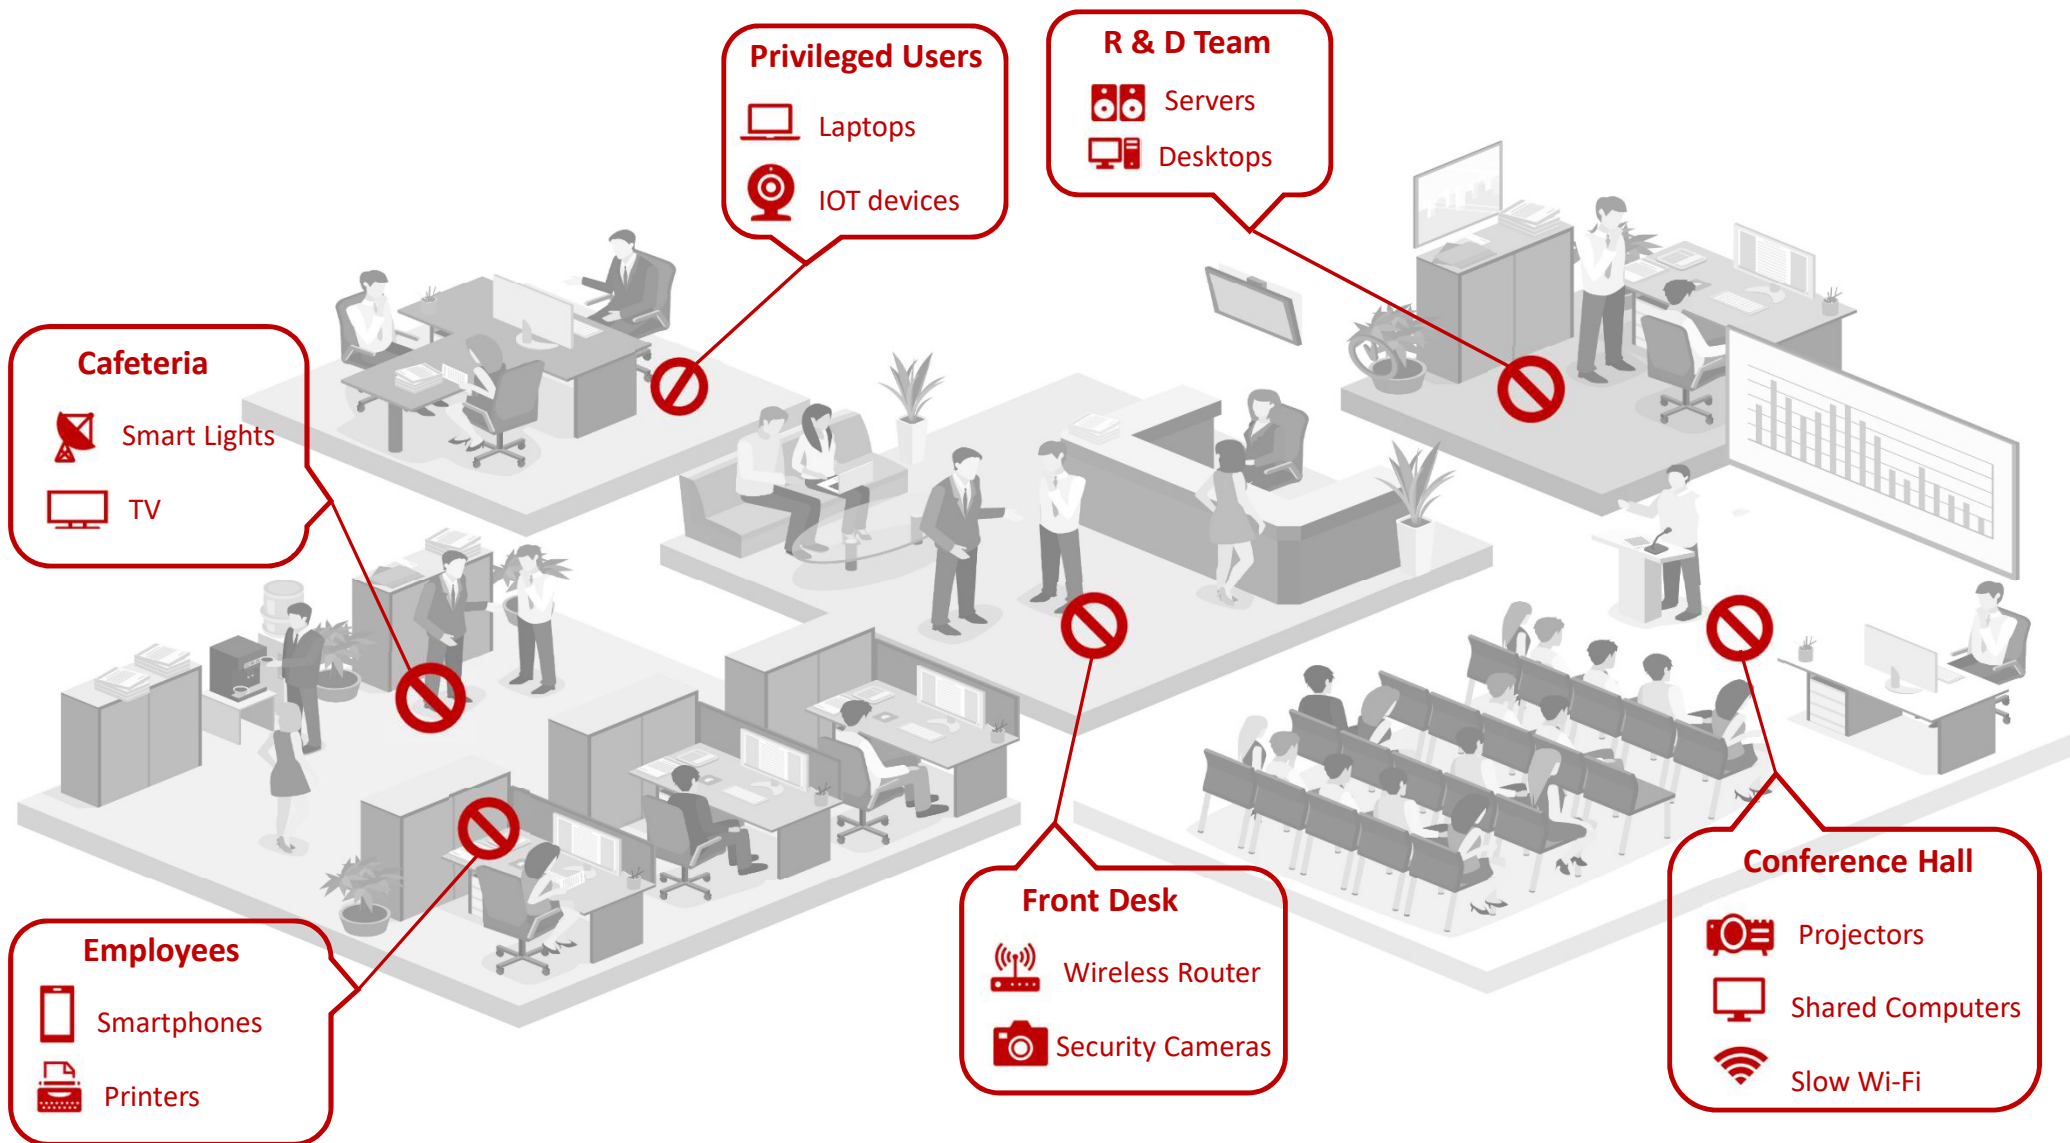 Privileged Users
Laptops
IOT devices
R & D Team
Servers
Desktops
Cafeteria
Smart Lights
TV
Employees
Smartphones
Printers
Front Desk
Wireless Router
Security Cameras
Conference Hall
Projectors
Shared Computers
Slow Wi-Fi